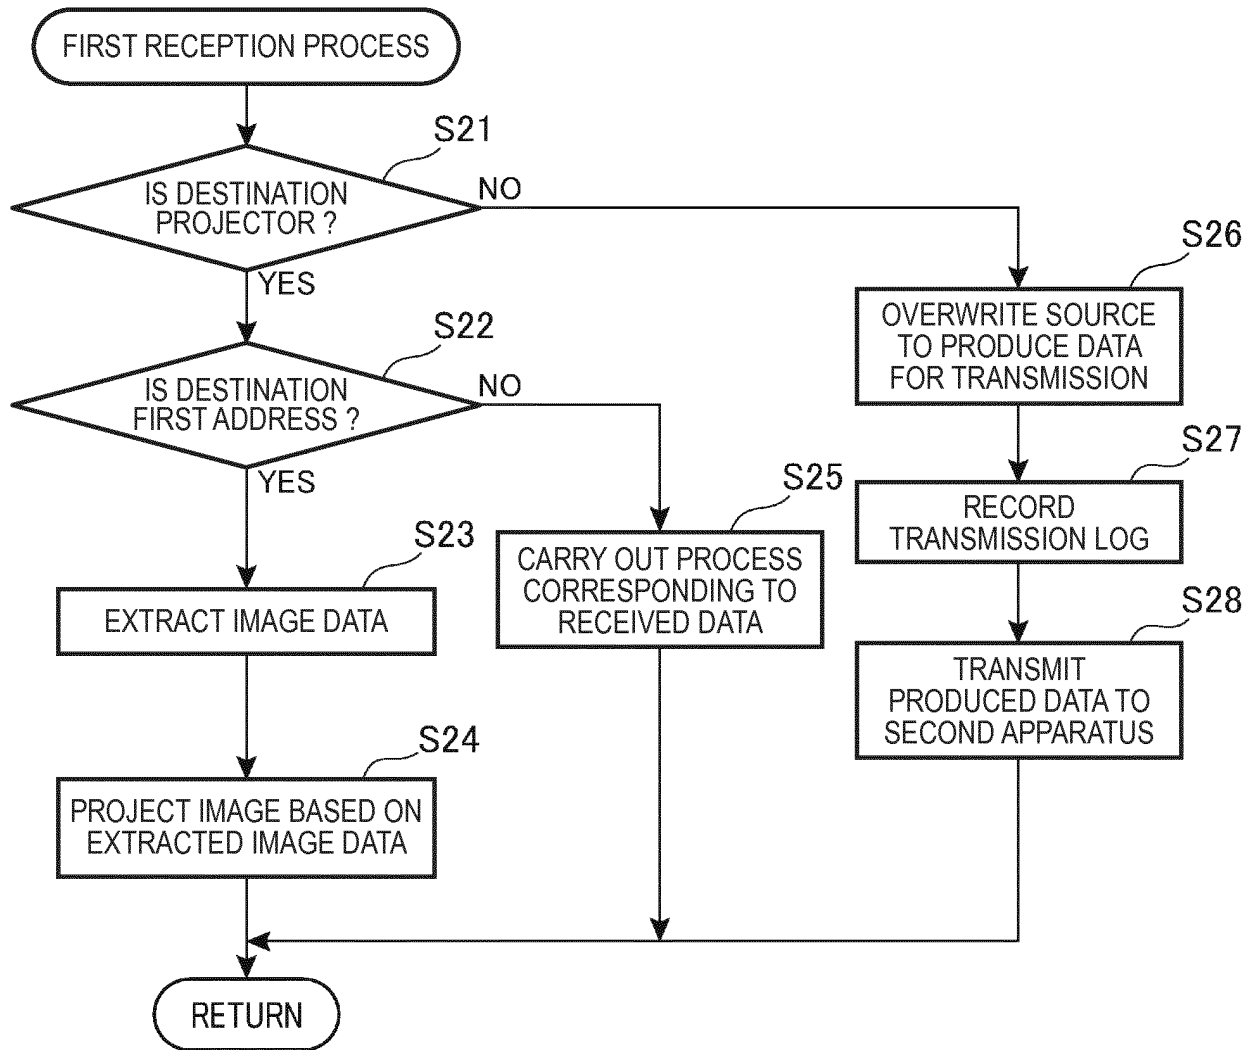 FIRST RECEPTION PROCESS
S21
IS DESTINATION
PROJECTOR ?
NO
YES
S22
IS DESTINATION
FIRST ADDRESS ?
NO
YES
S23
EXTRACT IMAGE DATA
S24
PROJECT IMAGE BASED ON
EXTRACTED IMAGE DATA
S25
CARRY OUT PROCESS
CORRESPONDING TO
RECEIVED DATA
S26
OVERWRITE SOURCE
TO PRODUCE DATA
FOR TRANSMISSION
S27
RECORD
TRANSMISSION LOG
S28
TRANSMIT
PRODUCED DATA TO
SECOND APPARATUS
RETURN